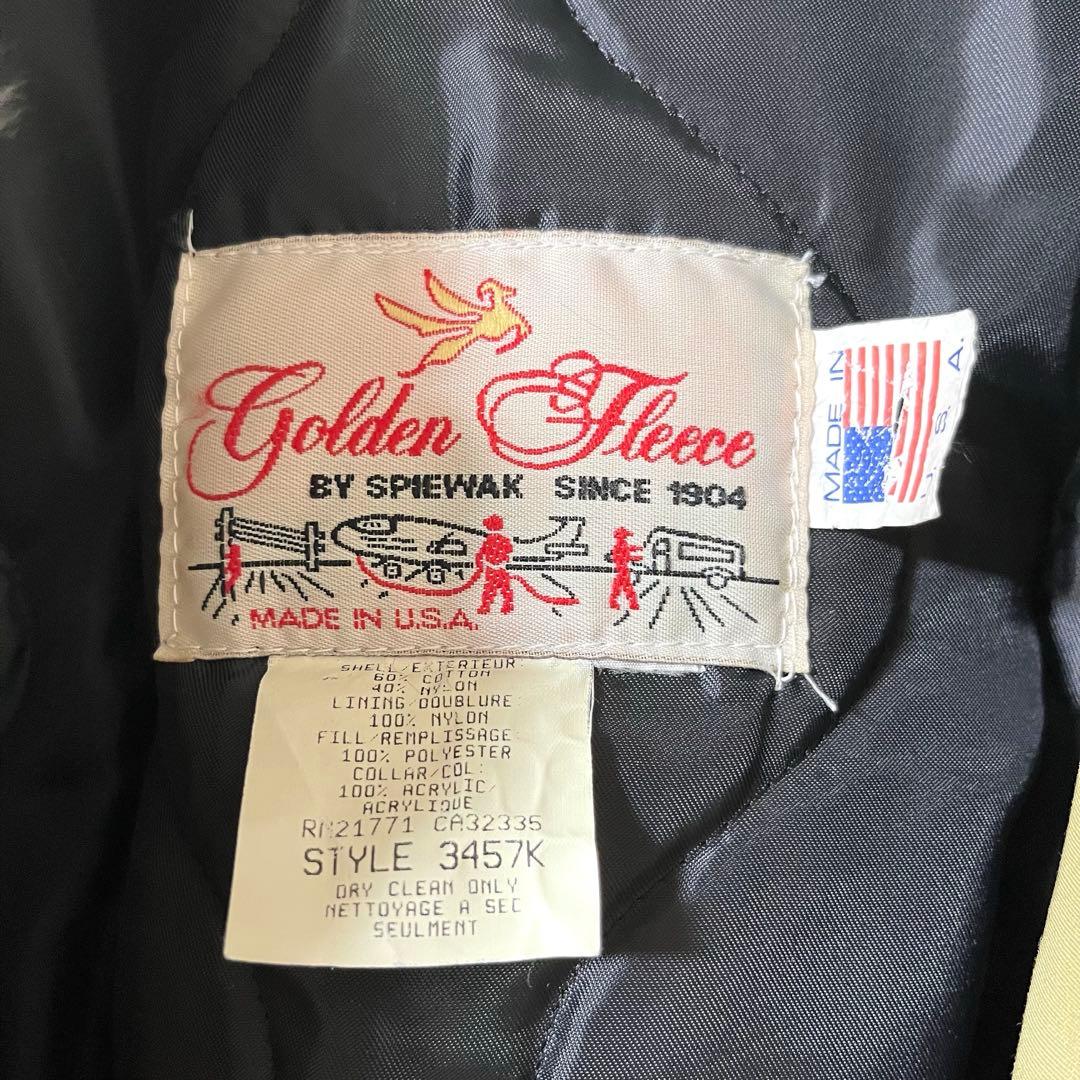 Golden Fleece
BY SPIEWAK SINCE 1904
MADE IN U.S.A.
MADE IN
U.S.A.
SHELL/EXTERIEUR:
60% COTTON
40% NYLON
LINING/DOUBLURE:
100% NYLON
FILL/REMPLISSAGE:
100% POLYESTER
COLLAR/COL:
100% ACRYLIC/
ACRYLIQUE
RN21771 CA32335
STYLE 3457K
DRY CLEAN ONLY
NETTOYAGE A SEC
SEULMENT